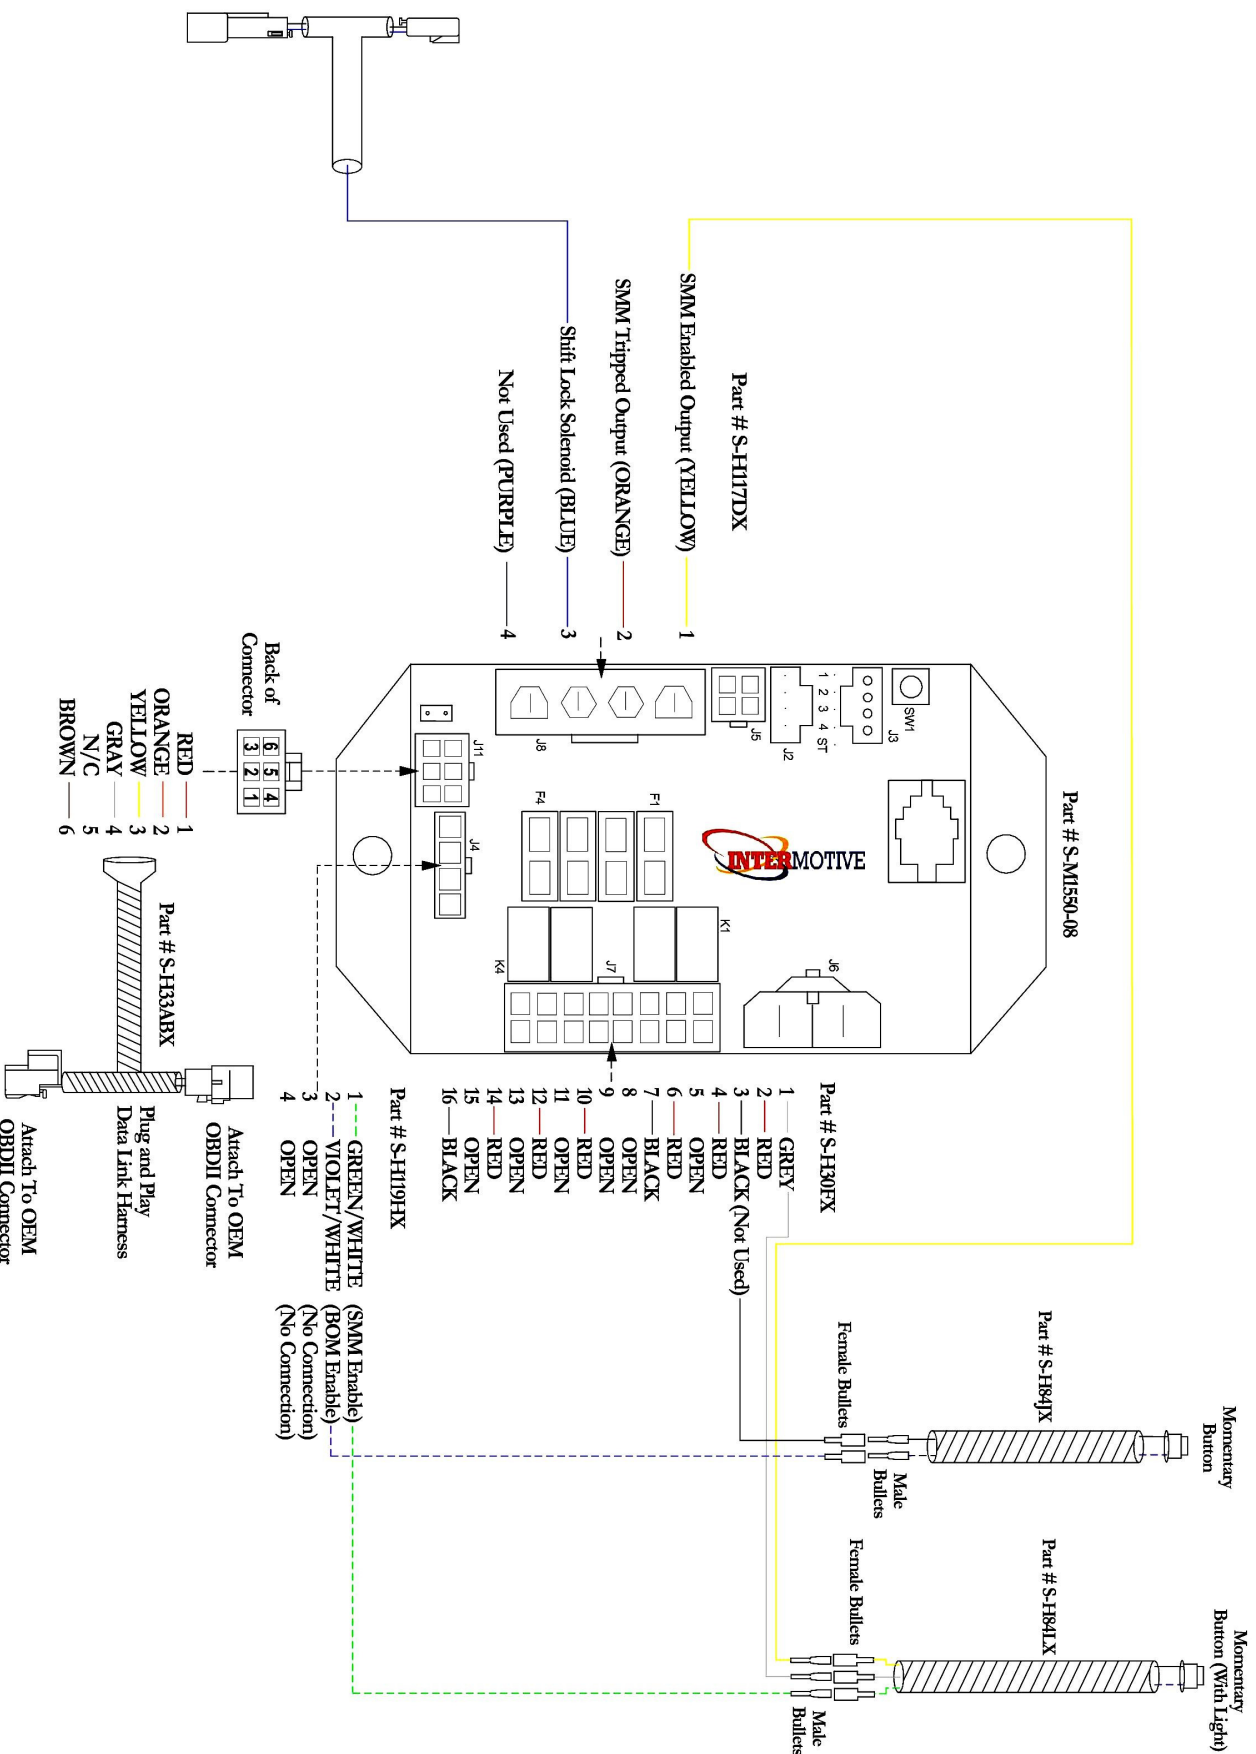 Part # S-M1550-08
Part # S-H117DX
SMM Enabled Output (YELLOW)
1
SMM Tripped Output (ORANGE)
2
Shift Lock Solenoid (BLUE)
3
Not Used (PURPLE)
4
SW1
J3
1 2 3 4 ST
J2
J5
J8
J11
J4
F1
F4
INTERMOTIVE
K1
K4
J7
J6
Back of
Connector
6 5 4
3 2 1
RED 1
ORANGE 2
YELLOW 3
GRAY 4
N/C 5
BROWN 6
Part # S-H33ABX
Plug and Play
Data Link Harness
Attach To OEM
OBDII Connector
Attach To OEM
OBDII Connector
Part # S-H30FX
1 GREY
2 RED
3 BLACK (Not Used)
4 RED
5 OPEN
6 RED
7 BLACK
8 OPEN
9 OPEN
10 RED
11 OPEN
12 RED
13 OPEN
14 RED
15 OPEN
16 BLACK
Part # S-H119HX
1 GREEN/WHITE (SMM Enable)
2 VIOLET/WHITE (BOM Enable)
3 OPEN (No Connection)
4 OPEN (No Connection)
Momentary
Button
Part # S-H84JX
Female Bullets
Male
Bullets
Momentary
Button (With Light)
Part # S-H84LX
Female Bullets
Male
Bullets